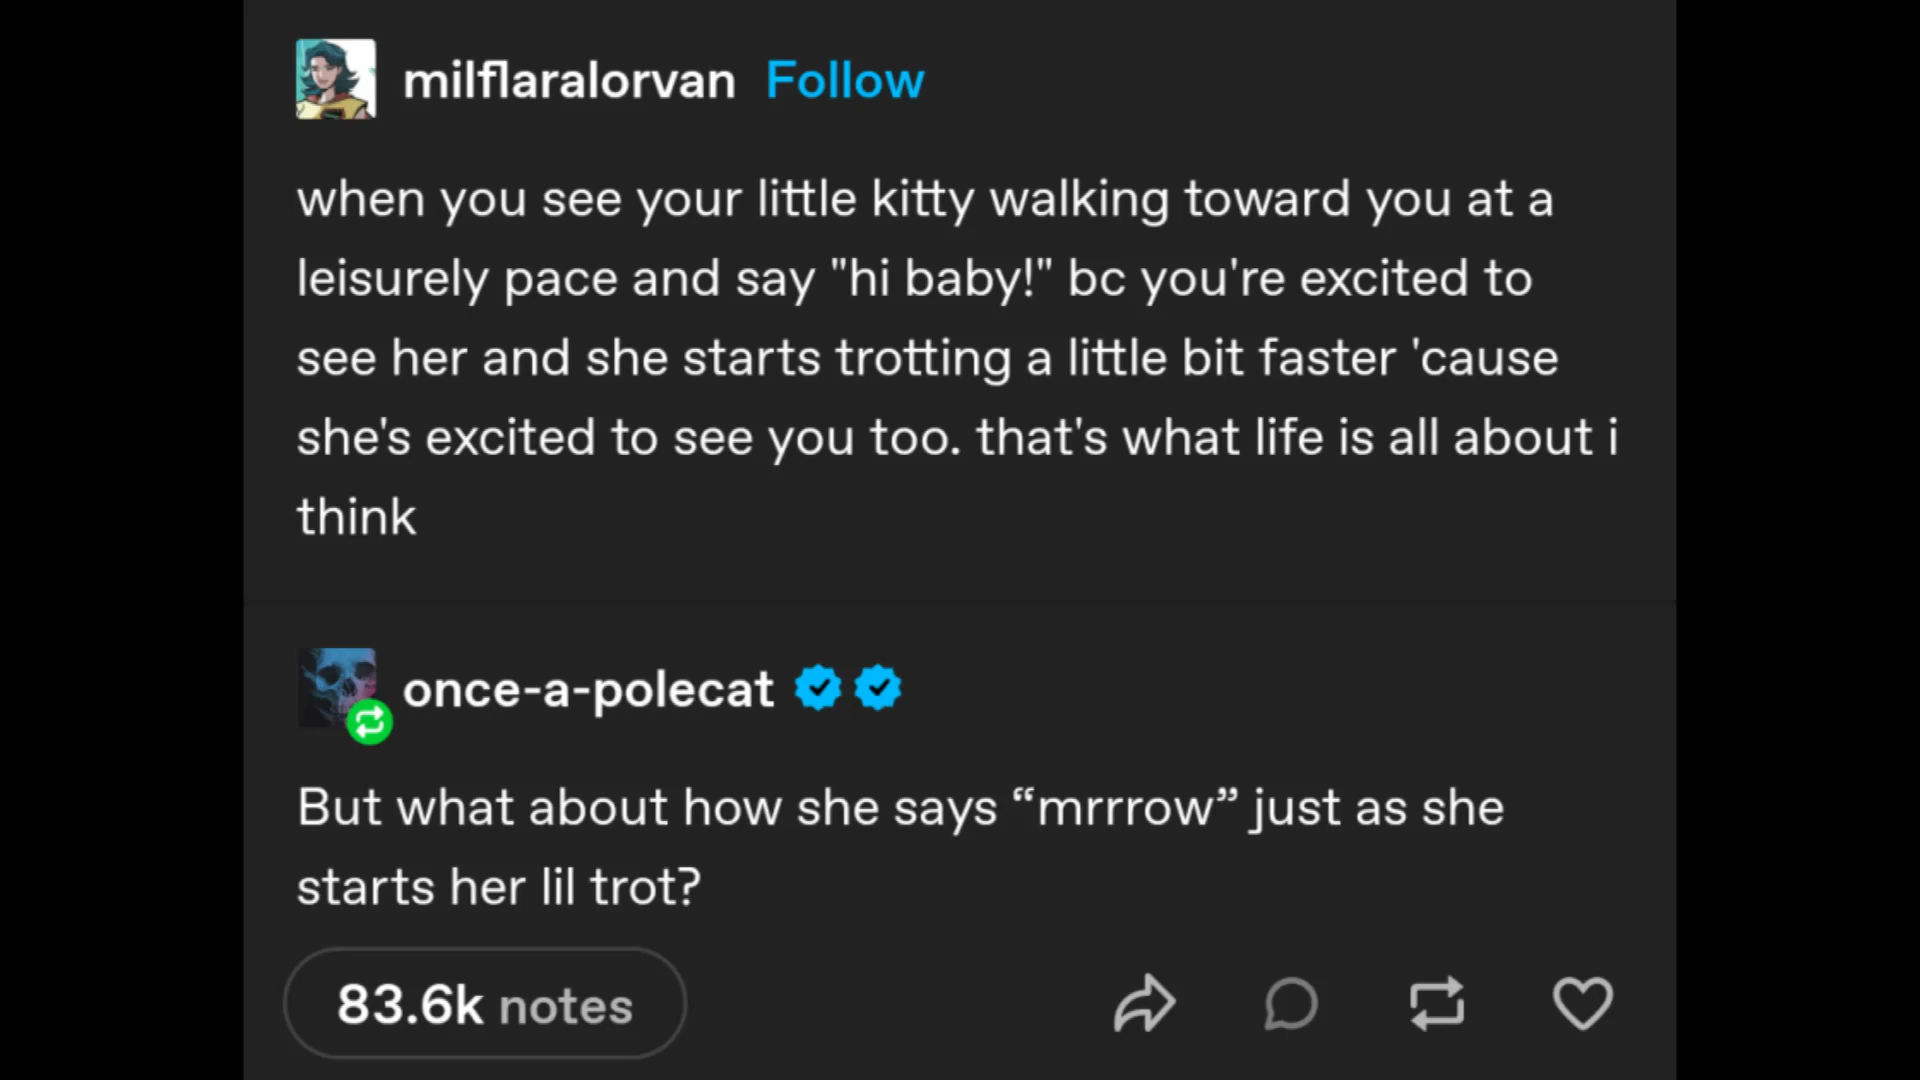 milflaralorvan Follow
when you see your little kitty walking toward you at a
leisurely pace and say "hi baby!" bc you're excited to
see her and she starts trotting a little bit faster 'cause
she's excited to see you too. that's what life is all about i
think
once-a-polecat
But what about how she says “mrrrow” just as she
starts her lil trot?
83.6k notes